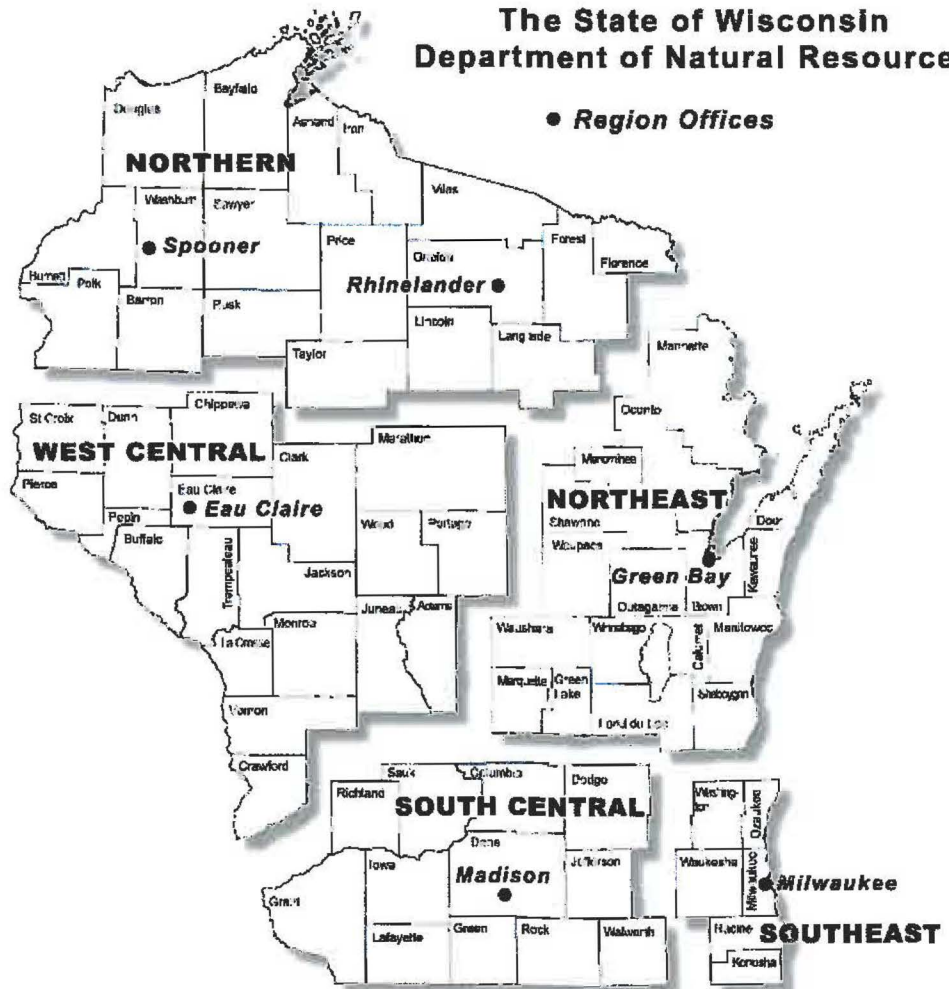 The State of Wisconsin
Department of Natural Resource
● Region Offices
Bayfield
Douglas
Ashland
Iron
NORTHERN
Vilas
Washburn
Sawyer
Spooner
Price
Forest
Florence
Oneida
Burnett
Polk
Rhinelander
Barron
Rusk
Lincoln
Langlade
Taylor
Marinette
Chippewa
St Croix
Dunn
Oconto
Marathon
WEST CENTRAL
Clark
Menominee
Pierce
Eau Claire
Eau Claire
NORTHEAST
Pepin
Buffalo
Wood
Portage
Shawano
Door
Waupaca
Trempealeau
Jackson
Green Bay
Kewaunee
Juneau
Adams
Outagamie
Brown
Monroe
La Crosse
Waushara
Winnebago
Calumet
Manitowoc
Marquette
Green
Lake
Sheboygan
Vernon
Fond du Lac
Crawford
Sauk
Columbia
Dodge
Richland
SOUTH CENTRAL
Washing-
ton
Ozaukee
Dane
Iowa
Jefferson
Waukesha
Milwaukee
Madison
Milwaukee
Grant
Lafayette
Green
Rock
Walworth
Racine
SOUTHEAST
Kenosha